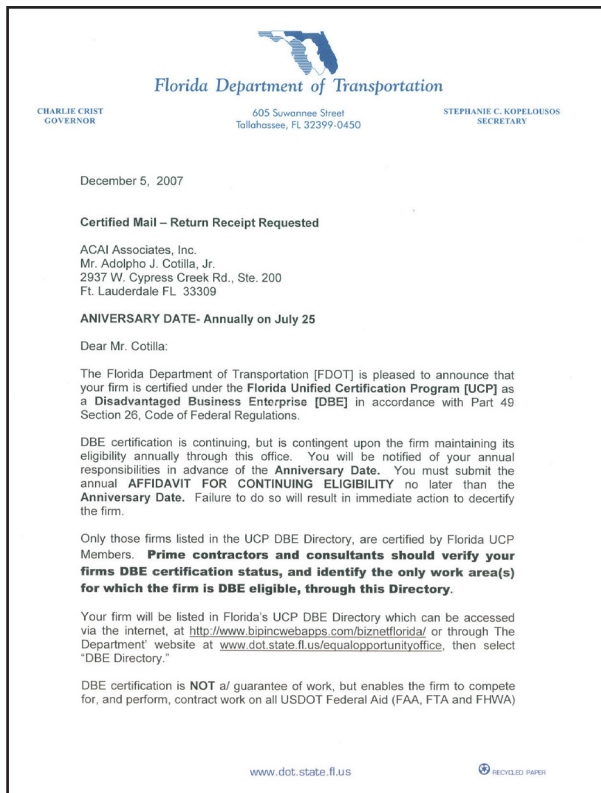 Florida Department of Transportation
CHARLIE CRIST
GOVERNOR
605 Suwannee Street
Tallahassee, FL 32399-0450
STEPHANIE C. KOPELOUSOS
SECRETARY
December 5, 2007
Certified Mail – Return Receipt Requested
ACAI Associates, Inc.
Mr. Adolpho J. Cotilla, Jr.
2937 W. Cypress Creek Rd., Ste. 200
Ft. Lauderdale FL 33309
ANIVERSARY DATE- Annually on July 25
Dear Mr. Cotilla:
The Florida Department of Transportation [FDOT] is pleased to announce that
your firm is certified under the Florida Unified Certification Program [UCP] as
a Disadvantaged Business Enterprise [DBE] in accordance with Part 49
Section 26, Code of Federal Regulations.
DBE certification is continuing, but is contingent upon the firm maintaining its
eligibility annually through this office. You will be notified of your annual
responsibilities in advance of the Anniversary Date. You must submit the
annual AFFIDAVIT FOR CONTINUING ELIGIBILITY no later than the
Anniversary Date. Failure to do so will result in immediate action to decertify
the firm.
Only those firms listed in the UCP DBE Directory, are certified by Florida UCP
Members. Prime contractors and consultants should verify your
firms DBE certification status, and identify the only work area(s)
for which the firm is DBE eligible, through this Directory.
Your firm will be listed in Florida's UCP DBE Directory which can be accessed
via the internet, at http://www.bipincwebapps.com/biznetflorida/ or through The
Department' website at www.dot.state.fl.us/equalopportunityoffice, then select
"DBE Directory."
DBE certification is NOT a/ guarantee of work, but enables the firm to compete
for, and perform, contract work on all USDOT Federal Aid (FAA, FTA and FHWA)
www.dot.state.fl.us
RECYCLED PAPER